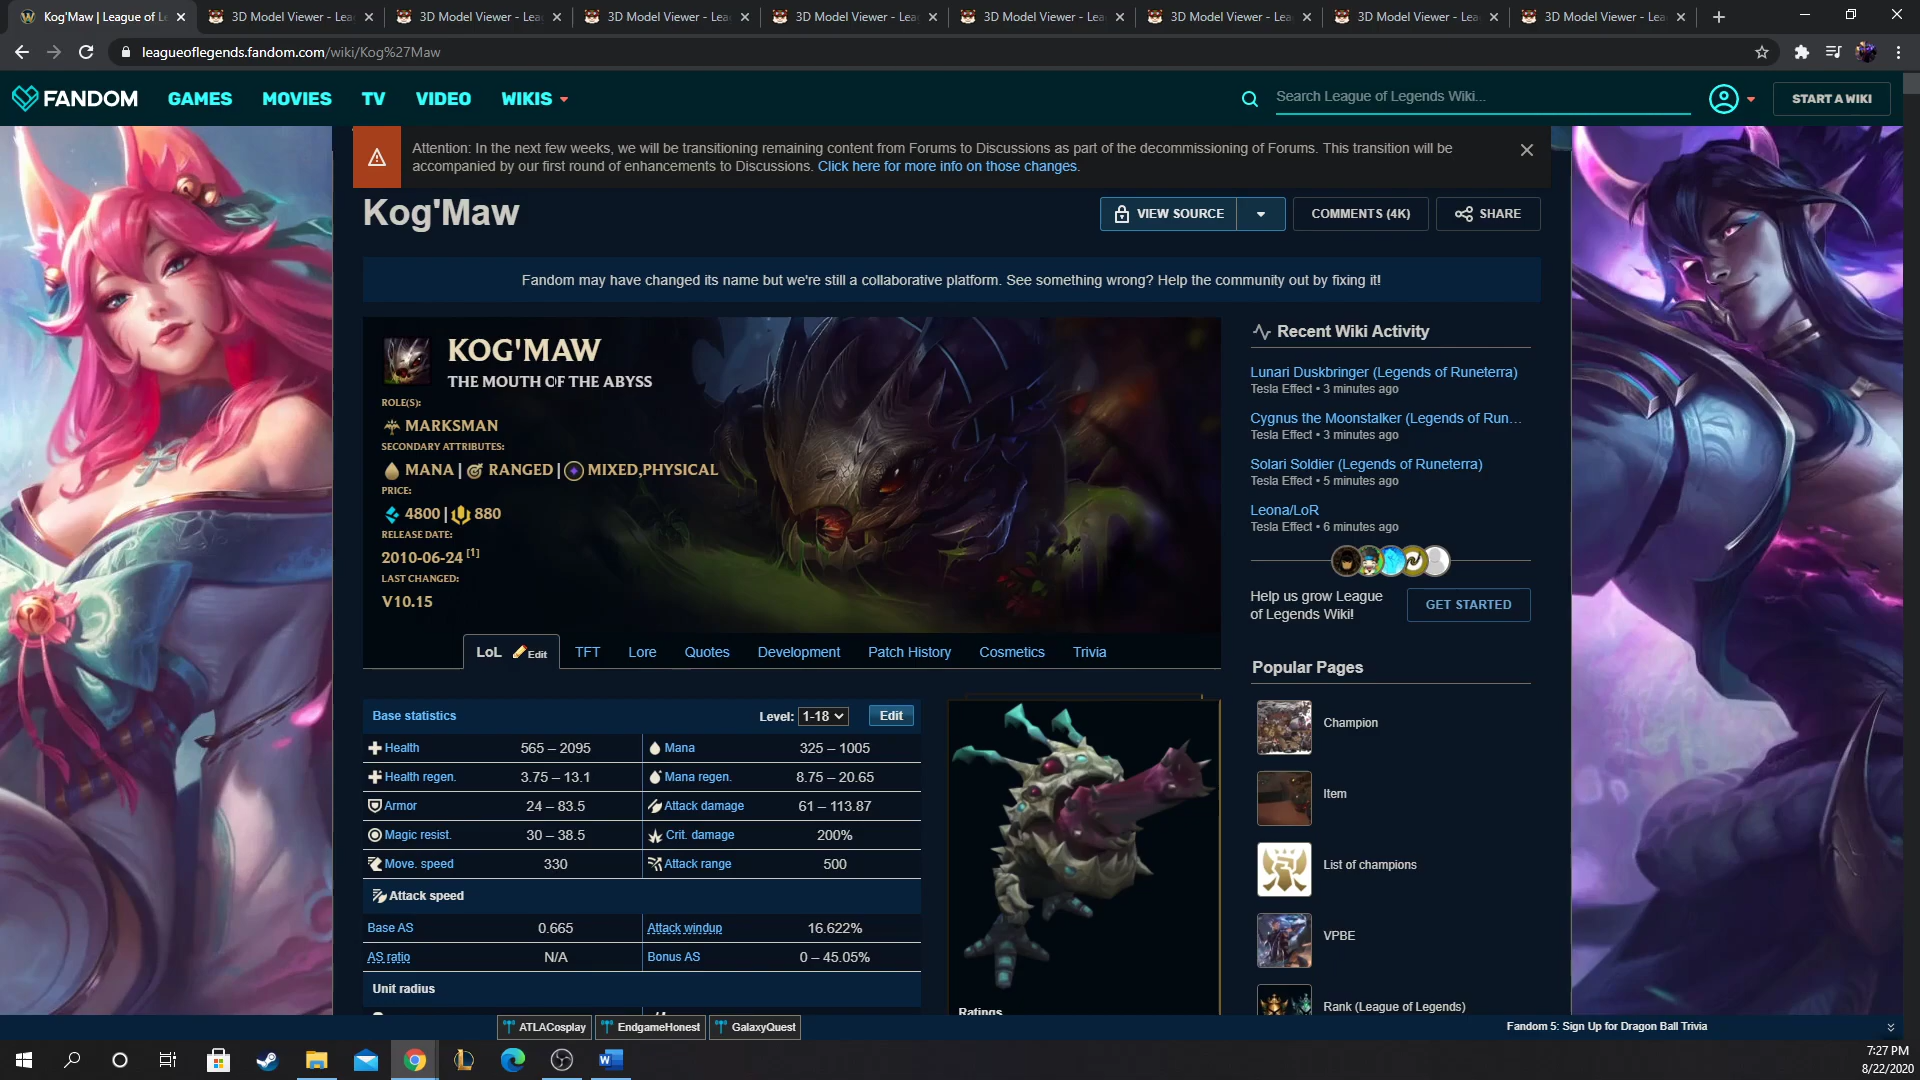 Kog'Maw | League of Le
3D Model Viewer - Lea
3D Model Viewer - Lea
3D Model Viewer - Lea
3D Model Viewer - Lea
3D Model Viewer - Lea
3D Model Viewer - Lea
3D Model Viewer - Lea
3D Model Viewer - Lea
leagueoflegends.fandom.com/wiki/Kog%27Maw
FANDOM GAMES MOVIES TV VIDEO WIKIS
Search League of Legends Wiki...
START A WIKI
Attention: In the next few weeks, we will be transitioning remaining content from Forums to Discussions as part of the decommissioning of Forums. This transition will be
accompanied by our first round of enhancements to Discussions. Click here for more info on those changes.
Kog'Maw
VIEW SOURCE
COMMENTS (4K)
SHARE
Fandom may have changed its name but we're still a collaborative platform. See something wrong? Help the community out by fixing it!
KOG'MAW
THE MOUTH OF THE ABYSS
ROLE(S):
MARKSMAN
SECONDARY ATTRIBUTES:
MANA | RANGED | MIXED,PHYSICAL
PRICE:
4800 | 880
RELEASE DATE:
2010-06-24 [1]
LAST CHANGED:
V10.15
LoL Edit TFT Lore Quotes Development Patch History Cosmetics Trivia
Base statistics Level: 1-18 Edit
Health 565 – 2095 Mana 325 – 1005
Health regen. 3.75 – 13.1 Mana regen. 8.75 – 20.65
Armor 24 – 83.5 Attack damage 61 – 113.87
Magic resist. 30 – 38.5 Crit. damage 200%
Move. speed 330 Attack range 500
Attack speed
Base AS 0.665 Attack windup 16.622%
AS ratio N/A Bonus AS 0 – 45.05%
Unit radius
Ratings
Recent Wiki Activity
Lunari Duskbringer (Legends of Runeterra)
Tesla Effect • 3 minutes ago
Cygnus the Moonstalker (Legends of Run…
Tesla Effect • 3 minutes ago
Solari Soldier (Legends of Runeterra)
Tesla Effect • 5 minutes ago
Leona/LoR
Tesla Effect • 6 minutes ago
Help us grow League
of Legends Wiki!
GET STARTED
Popular Pages
Champion
Item
List of champions
VPBE
Rank (League of Legends)
ATLACosplay
EndgameHonest
GalaxyQuest
Fandom 5: Sign Up for Dragon Ball Trivia
7:27 PM
8/22/2020